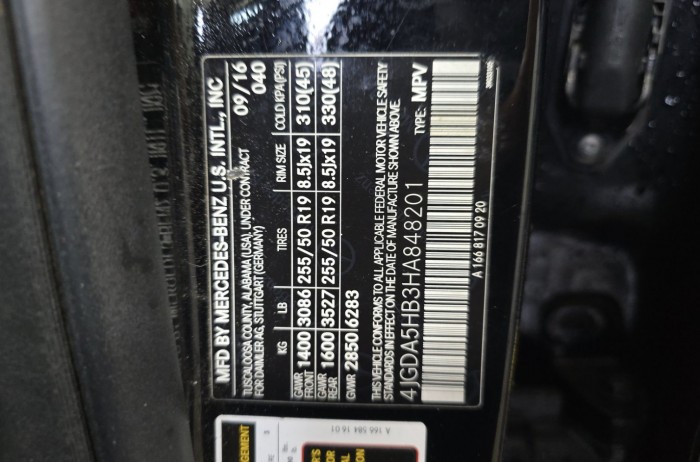 MFD BY MERCEDES-BENZ U.S. INTL., INC
TUSCALOOSA COUNTY, ALABAMA (USA), UNDER CONTRACT 09/16
FOR DAIMLER AG, STUTTGART (GERMANY) 040
KG LB TIRES RIM SIZE COLD KPA (PSI)
GAWR FRONT 1400 3086 255/50 R19 8.5Jx19 310(45)
GAWR REAR 1600 3527 255/50 R19 8.5Jx19 330(48)
GVWR 2850 6283
THIS VEHICLE CONFORMS TO ALL APPLICABLE FEDERAL MOTOR VEHICLE SAFETY
STANDARDS IN EFFECT ON THE DATE OF MANUFACTURE SHOWN ABOVE.
4JGDA5HB3HA848201 TYPE: MPV
A 166 817 09 20
A 166 584 16 01